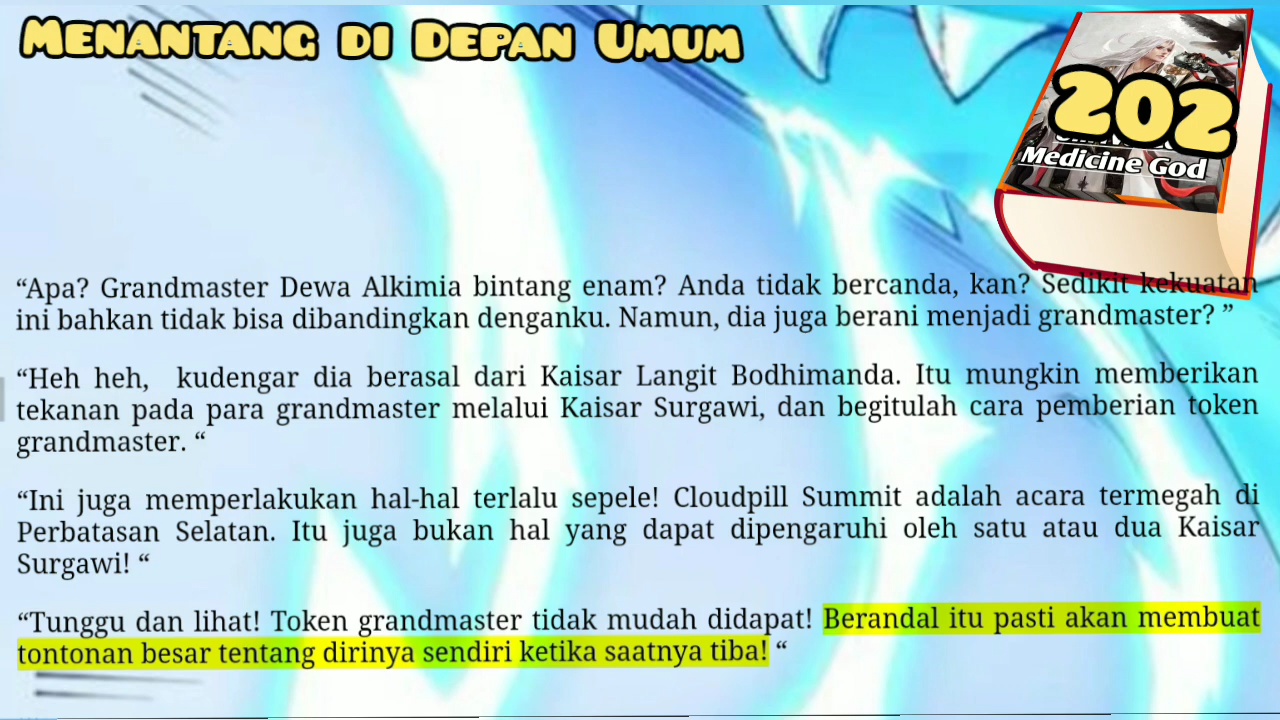 Menantang di Depan Umum
202
Medicine God
“Apa? Grandmaster Dewa Alkimia bintang enam? Anda tidak bercanda, kan? Sedikit kekuatan
ini bahkan tidak bisa dibandingkan denganku. Namun, dia juga berani menjadi grandmaster? ”
“Heh heh,  kudengar dia berasal dari Kaisar Langit Bodhimanda. Itu mungkin memberikan
tekanan pada para grandmaster melalui Kaisar Surgawi, dan begitulah cara pemberian token
grandmaster. “
“Ini juga memperlakukan hal-hal terlalu sepele! Cloudpill Summit adalah acara termegah di
Perbatasan Selatan. Itu juga bukan hal yang dapat dipengaruhi oleh satu atau dua Kaisar
Surgawi! “
“Tunggu dan lihat! Token grandmaster tidak mudah didapat! Berandal itu pasti akan membuat
tontonan besar tentang dirinya sendiri ketika saatnya tiba! “